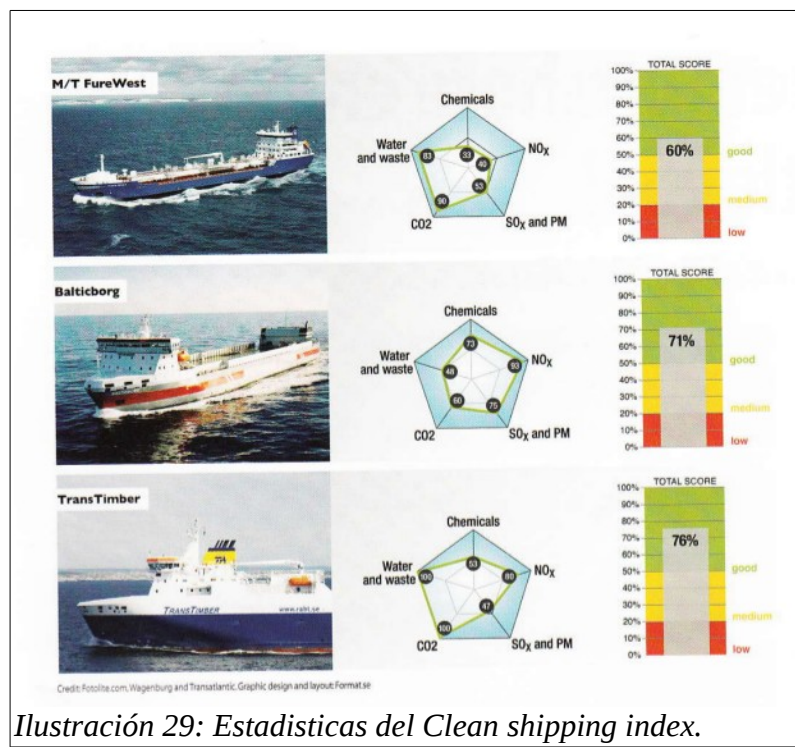 M/T FureWest
Chemicals
Water and waste
NOX
CO2
SOX and PM
83
33
40
53
90
TOTAL SCORE
100%
90%
80%
70%
60%
50%
40%
30%
20%
10%
0%
60%
good
medium
low
Balticborg
Chemicals
Water and waste
NOX
CO2
SOX and PM
73
93
48
60
75
TOTAL SCORE
100%
90%
80%
70%
60%
50%
40%
30%
20%
10%
0%
71%
good
medium
low
TransTimber
TRANSTIMBER
www.rabt.se
Chemicals
Water and waste
NOX
CO2
SOX and PM
53
100
80
47
100
TOTAL SCORE
100%
90%
80%
70%
60%
50%
40%
30%
20%
10%
0%
76%
good
medium
low
Credit: Fotolite.com, Wagenburg and Transatlantic. Graphic design and layout: Format.se
Ilustración 29: Estadisticas del Clean shipping index.